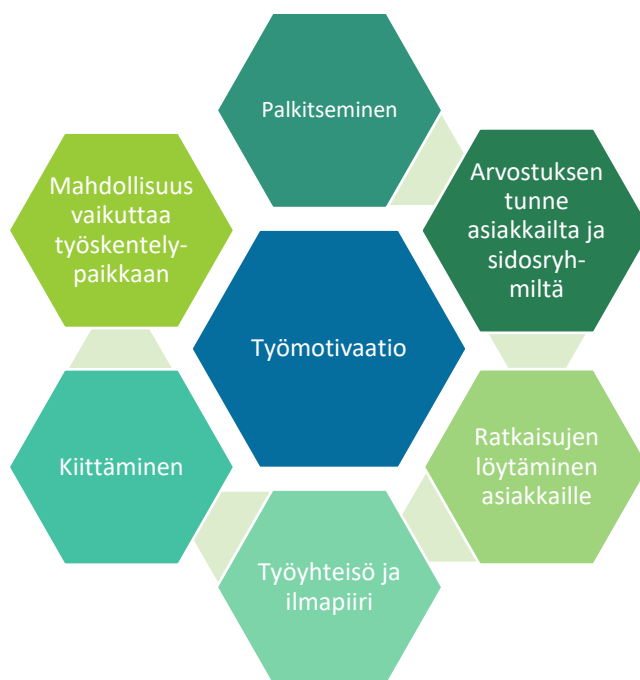 Palkitseminen
Arvostuksen
tunne
asiakkailta ja
sidosryh-
miltä
Ratkaisujen
löytäminen
asiakkaille
Työyhteisö ja
ilmapiiri
Kiittäminen
Mahdollisuus
vaikuttaa
työskentely-
paikkaan
Työmotivaatio